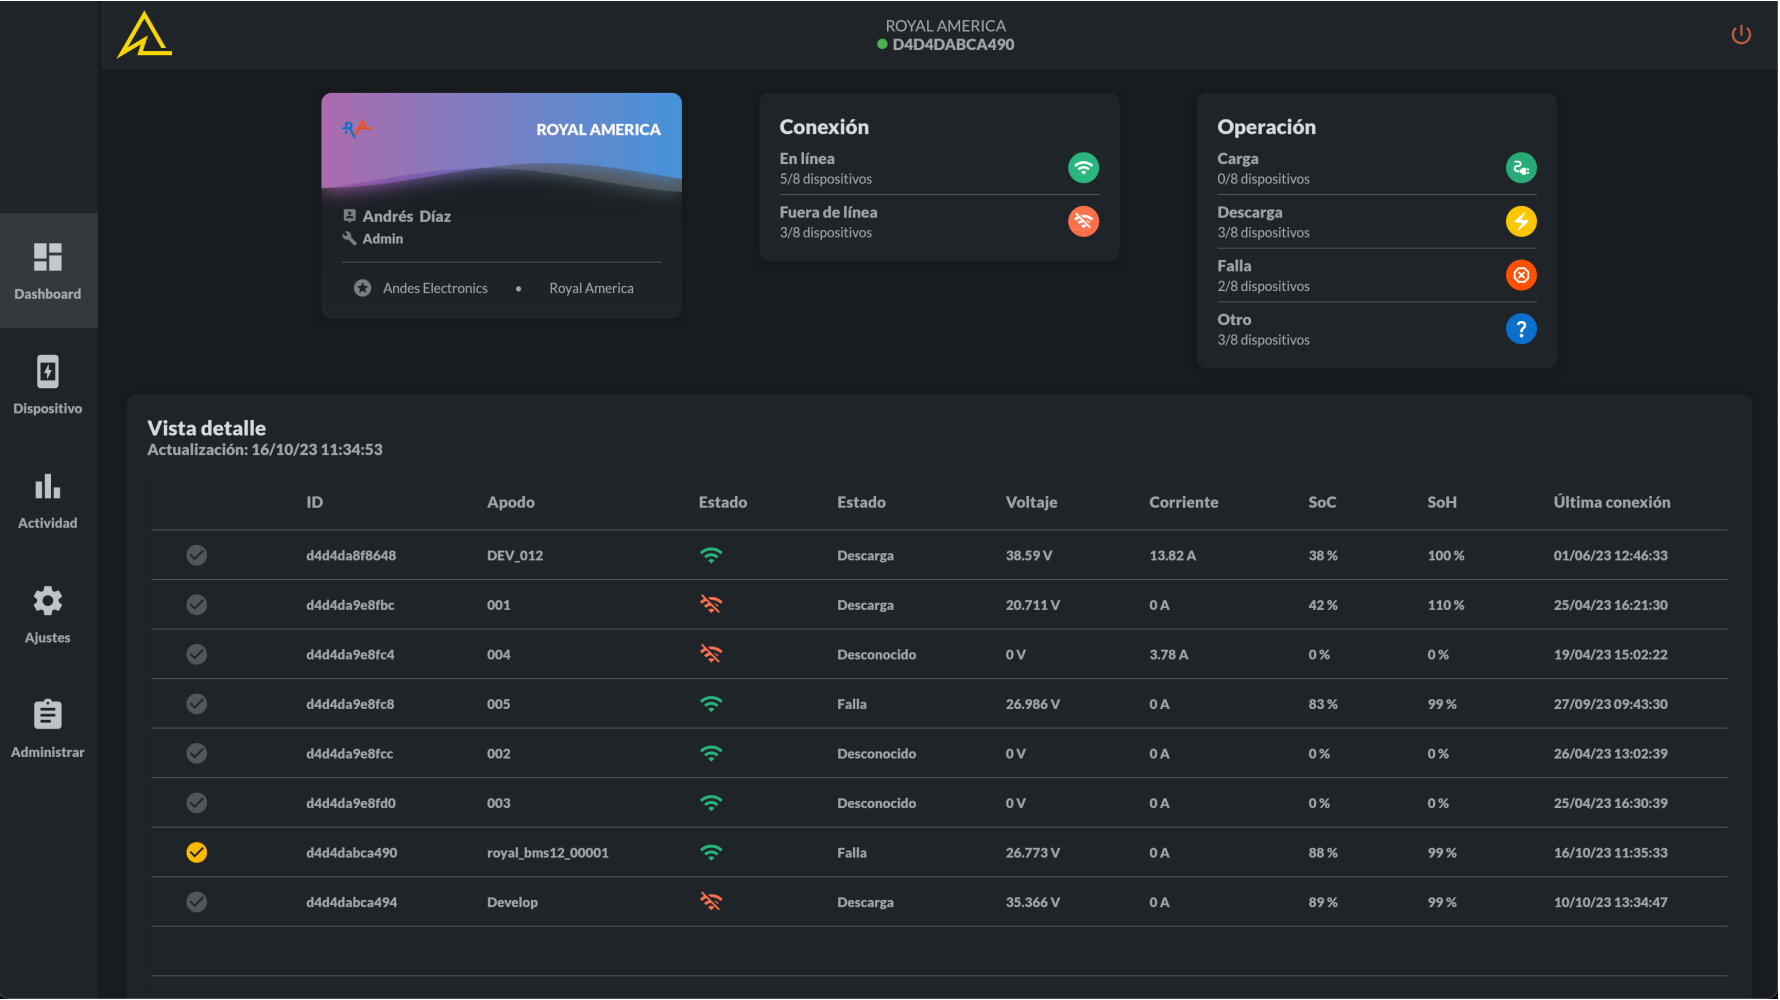 ROYAL AMERICA
D4D4DABCA490
Dashboard
Dispositivo
Actividad
Ajustes
Administrar
RA
ROYAL AMERICA
Andrés Díaz
Admin
Andes Electronics • Royal America
Conexión
En línea
5/8 dispositivos
Fuera de línea
3/8 dispositivos
Operación
Carga
0/8 dispositivos
Descarga
3/8 dispositivos
Falla
2/8 dispositivos
Otro
3/8 dispositivos
?
Vista detalle
Actualización: 16/10/23 11:34:53
ID Apodo Estado Estado Voltaje Corriente SoC SoH Última conexión
d4d4da8f8648 DEV_012 Descarga 38.59 V 13.82 A 38 % 100 % 01/06/23 12:46:33
d4d4da9e8fbc 001 Descarga 20.711 V 0 A 42 % 110 % 25/04/23 16:21:30
d4d4da9e8fc4 004 Desconocido 0 V 3.78 A 0 % 0 % 19/04/23 15:02:22
d4d4da9e8fc8 005 Falla 26.986 V 0 A 83 % 99 % 27/09/23 09:43:30
d4d4da9e8fcc 002 Desconocido 0 V 0 A 0 % 0 % 26/04/23 13:02:39
d4d4da9e8fd0 003 Desconocido 0 V 0 A 0 % 0 % 25/04/23 16:30:39
d4d4dabca490 royal_bms12_00001 Falla 26.773 V 0 A 88 % 99 % 16/10/23 11:35:33
d4d4dabca494 Develop Descarga 35.366 V 0 A 89 % 99 % 10/10/23 13:34:47